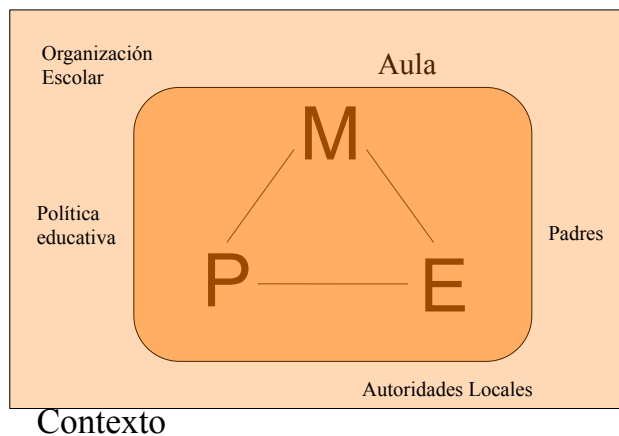 Organización
Escolar
Aula
M
Política
educativa
Padres
P
E
Autoridades Locales
Contexto